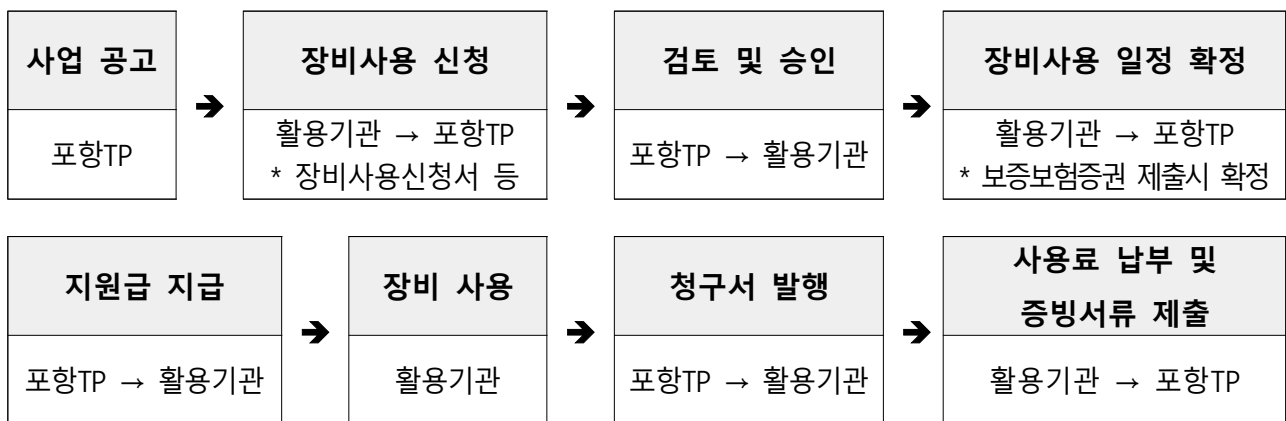 사업 공고
포항TP
➔
장비사용 신청
활용기관 → 포항TP
* 장비사용신청서 등
➔
검토 및 승인
포항TP → 활용기관
➔
장비사용 일정 확정
활용기관 → 포항TP
* 보증보험증권 제출시 확정
지원급 지급
포항TP → 활용기관
➔
장비 사용
활용기관
➔
청구서 발행
포항TP → 활용기관
➔
사용료 납부 및
증빙서류 제출
활용기관 → 포항TP